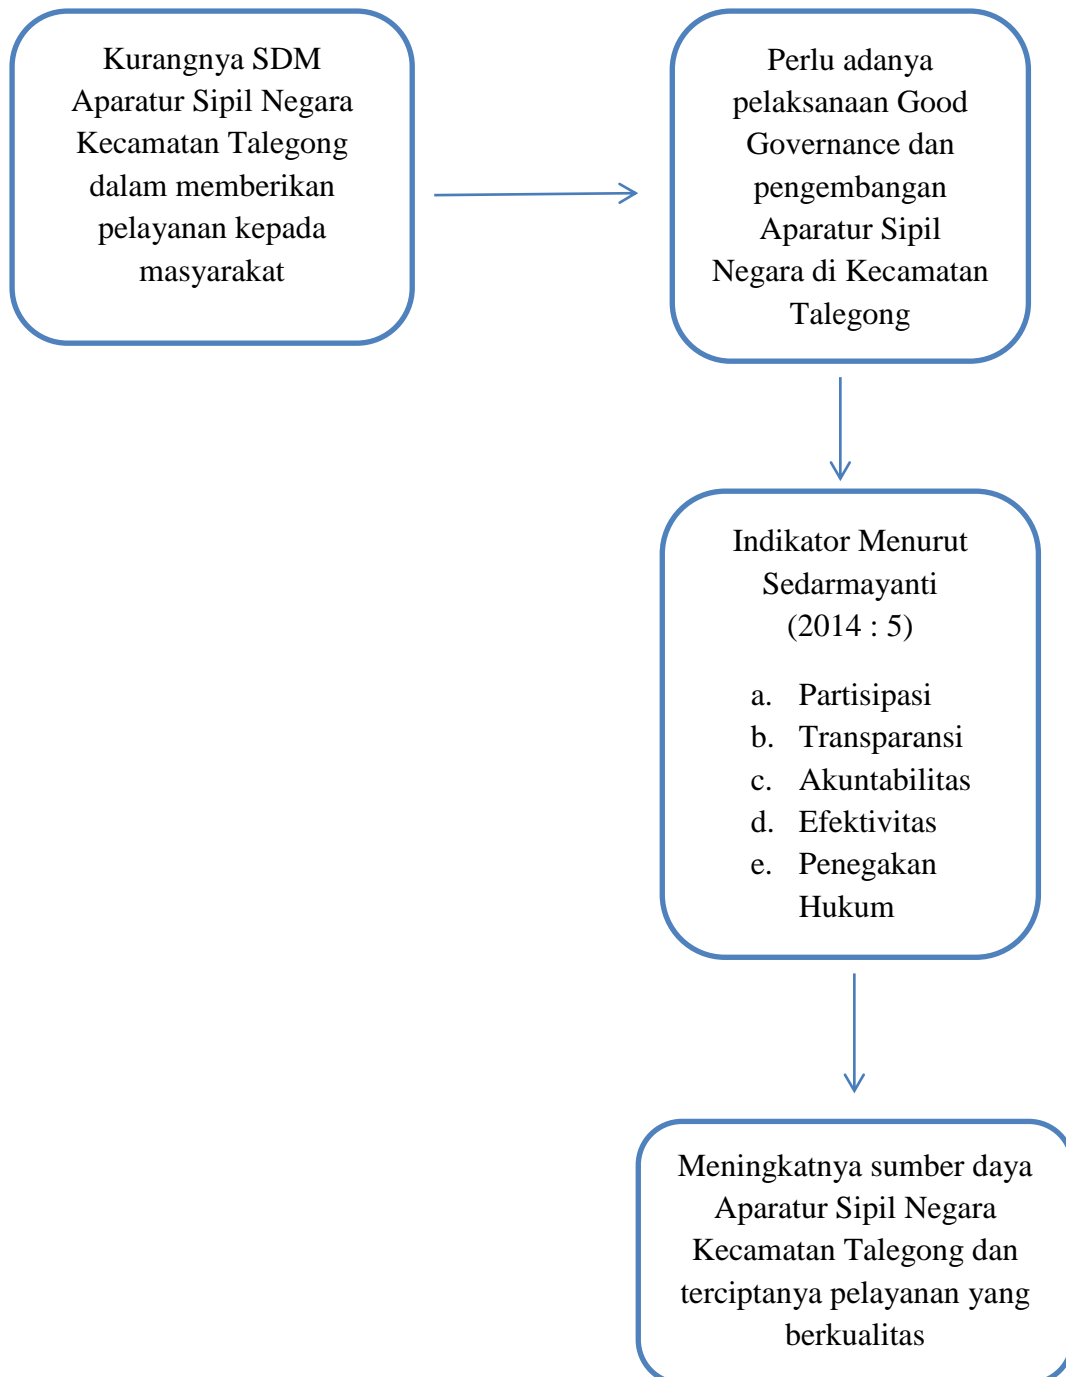 Kurangnya SDM
Aparatur Sipil Negara
Kecamatan Talegong
dalam memberikan
pelayanan kepada
masyarakat
Perlu adanya
pelaksanaan Good
Governance dan
pengembangan
Aparatur Sipil
Negara di Kecamatan
Talegong
Indikator Menurut
Sedarmayanti
(2014 : 5)
a. Partisipasi
b. Transparansi
c. Akuntabilitas
d. Efektivitas
e. Penegakan
Hukum
Meningkatnya sumber daya
Aparatur Sipil Negara
Kecamatan Talegong dan
terciptanya pelayanan yang
berkualitas